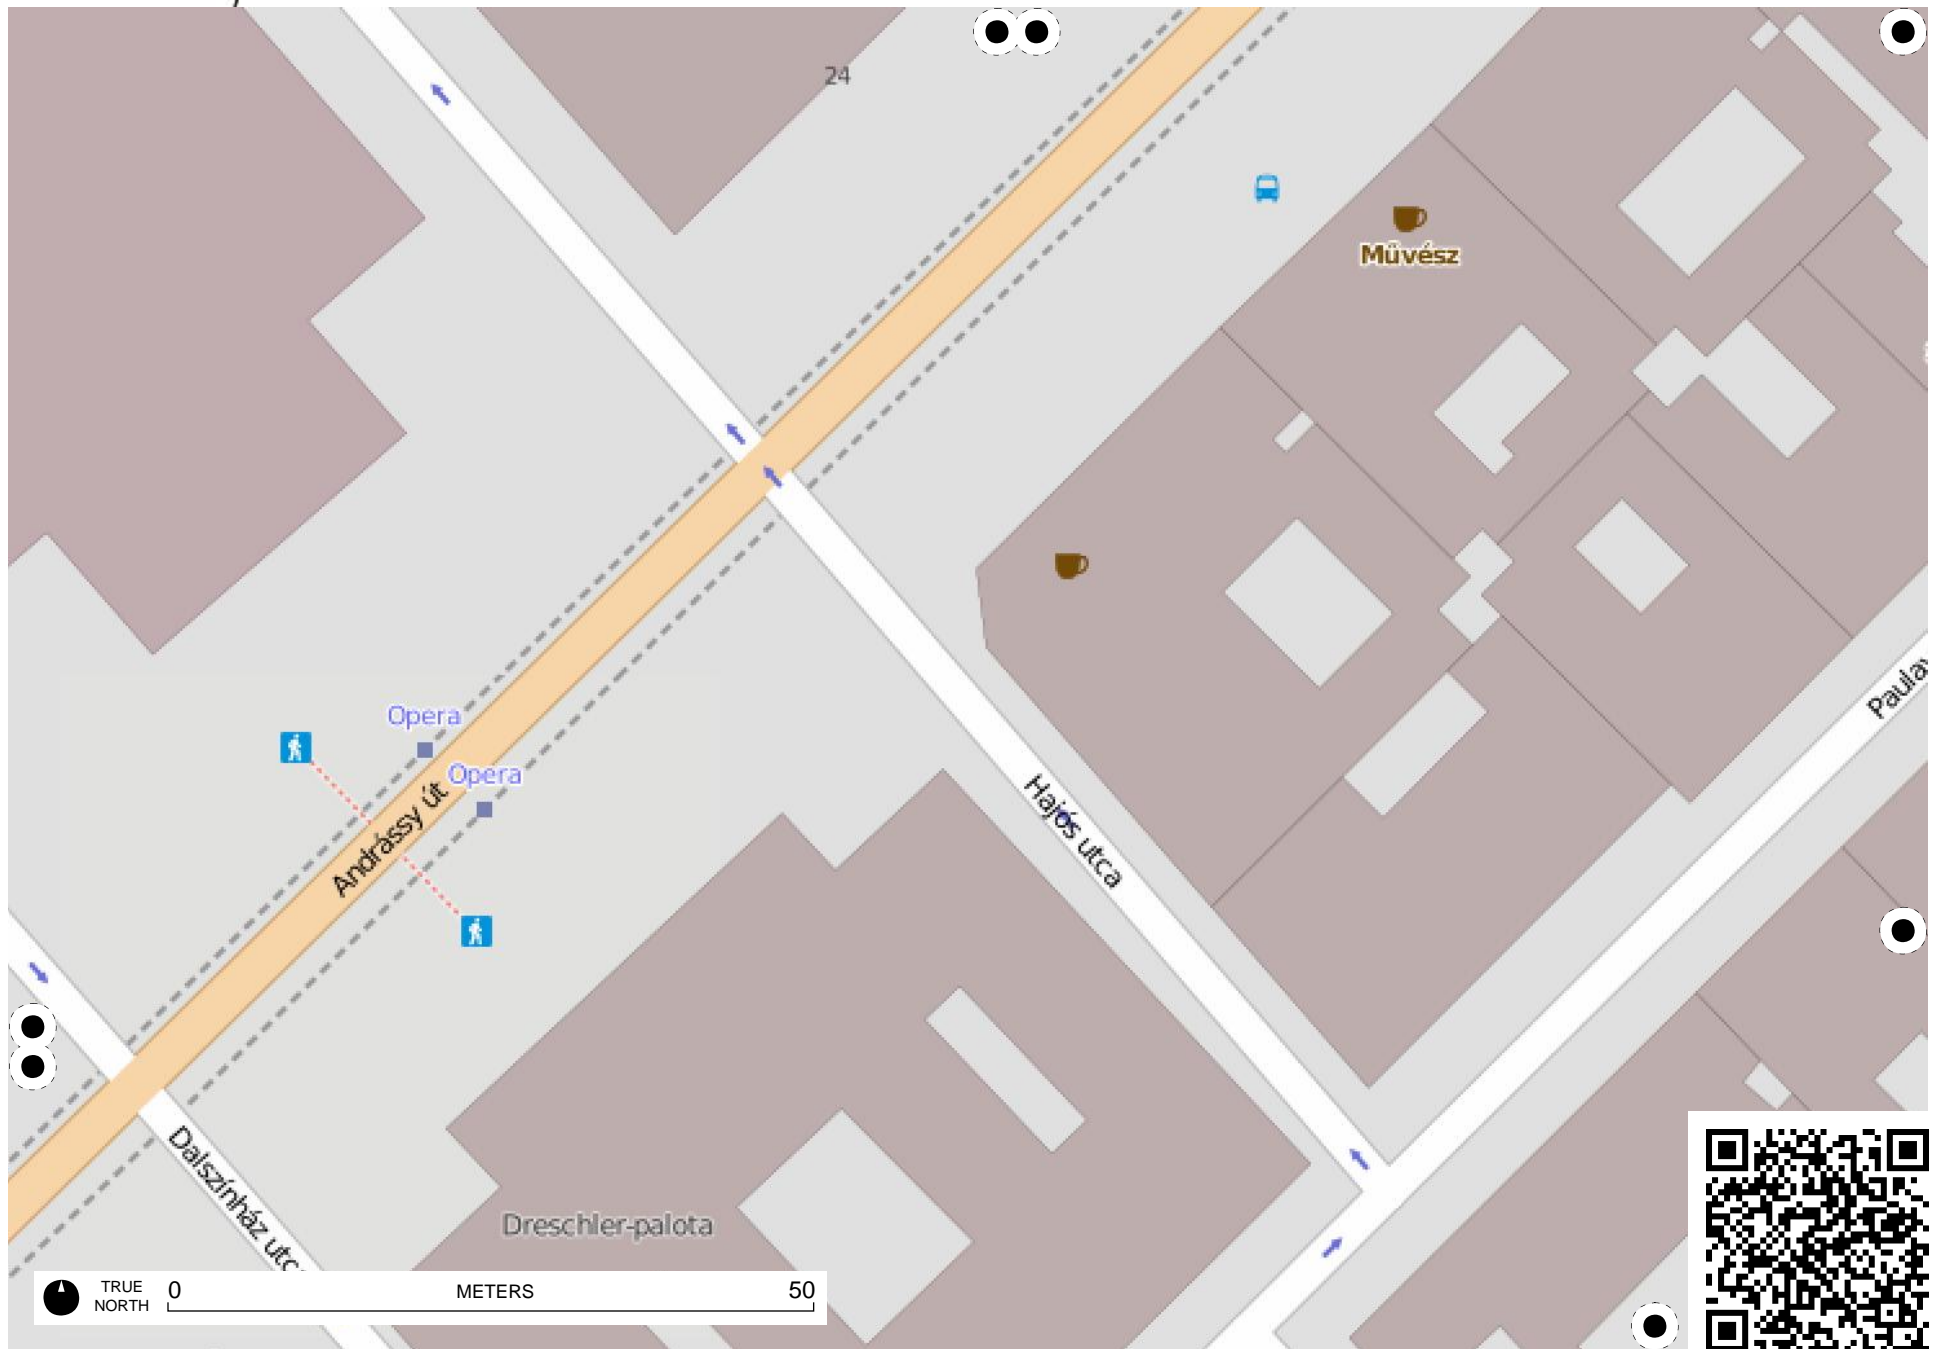 24
Művész
Opera
Opera
Andrássy út
Hajós utca
Paulay
Dalszínház utca
Dreschler-palota
TRUE
NORTH
0
METERS
50